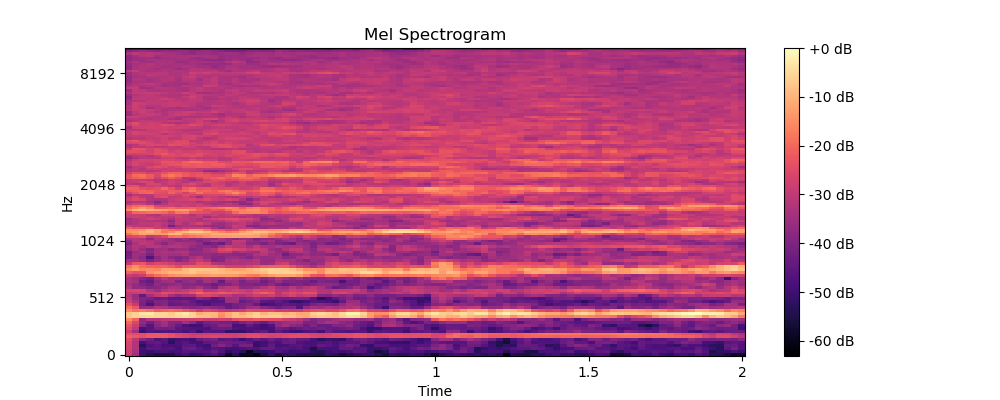 Mel Spectrogram
Hz
8192
4096
2048
1024
512
0
0 0.5 1 1.5 2
Time
+0 dB
-10 dB
-20 dB
-30 dB
-40 dB
-50 dB
-60 dB